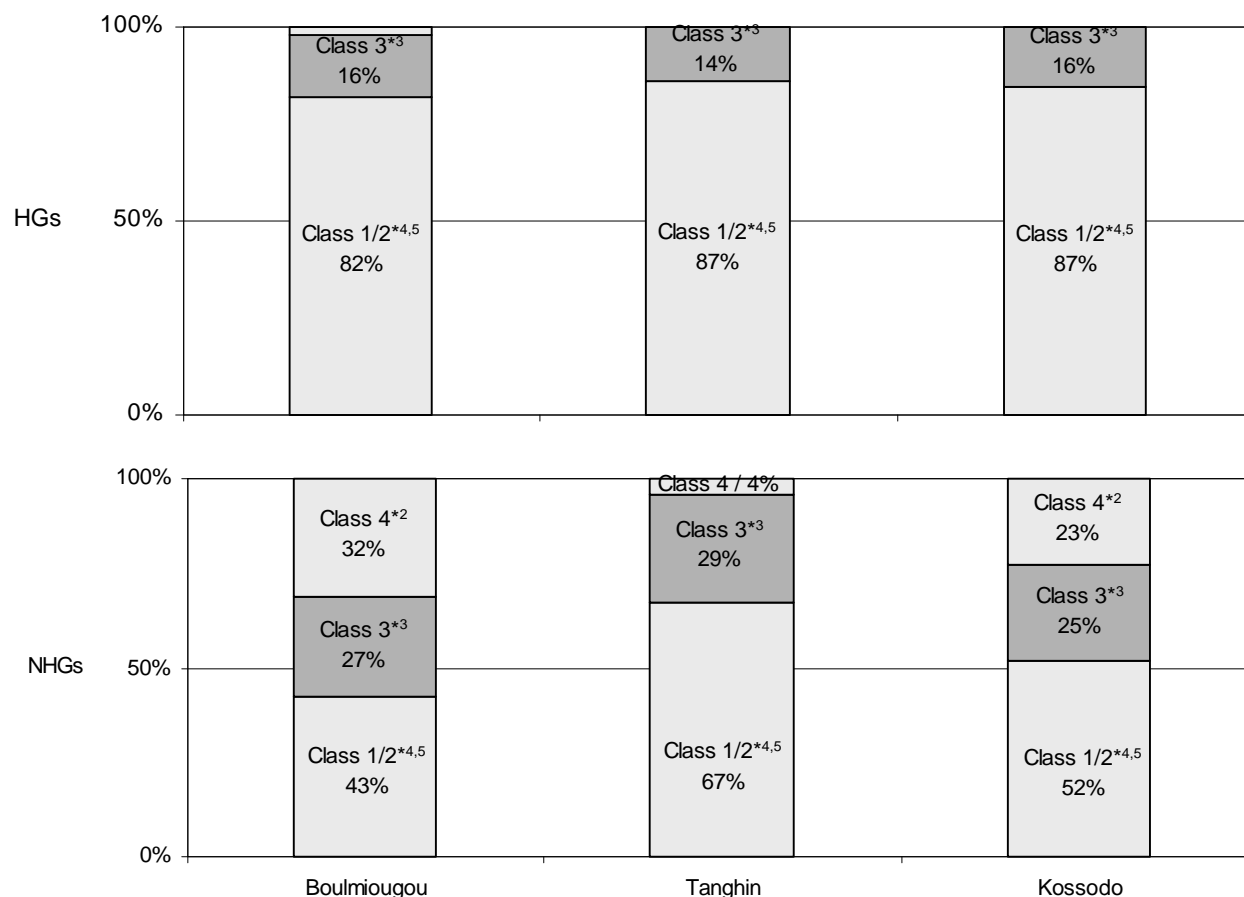 100%
Class 3*3
16%
Class 3*3
14%
Class 3*3
16%
HGs
50%
Class 1/2*4,5
82%
Class 1/2*4,5
87%
Class 1/2*4,5
87%
0%
100%
Class 4*2
32%
Class 4 / 4%
Class 4*2
23%
Class 3*3
27%
Class 3*3
29%
Class 3*3
25%
NHGs
50%
Class 1/2*4,5
43%
Class 1/2*4,5
67%
Class 1/2*4,5
52%
0%
Boulmiougou
Tanghin
Kossodo